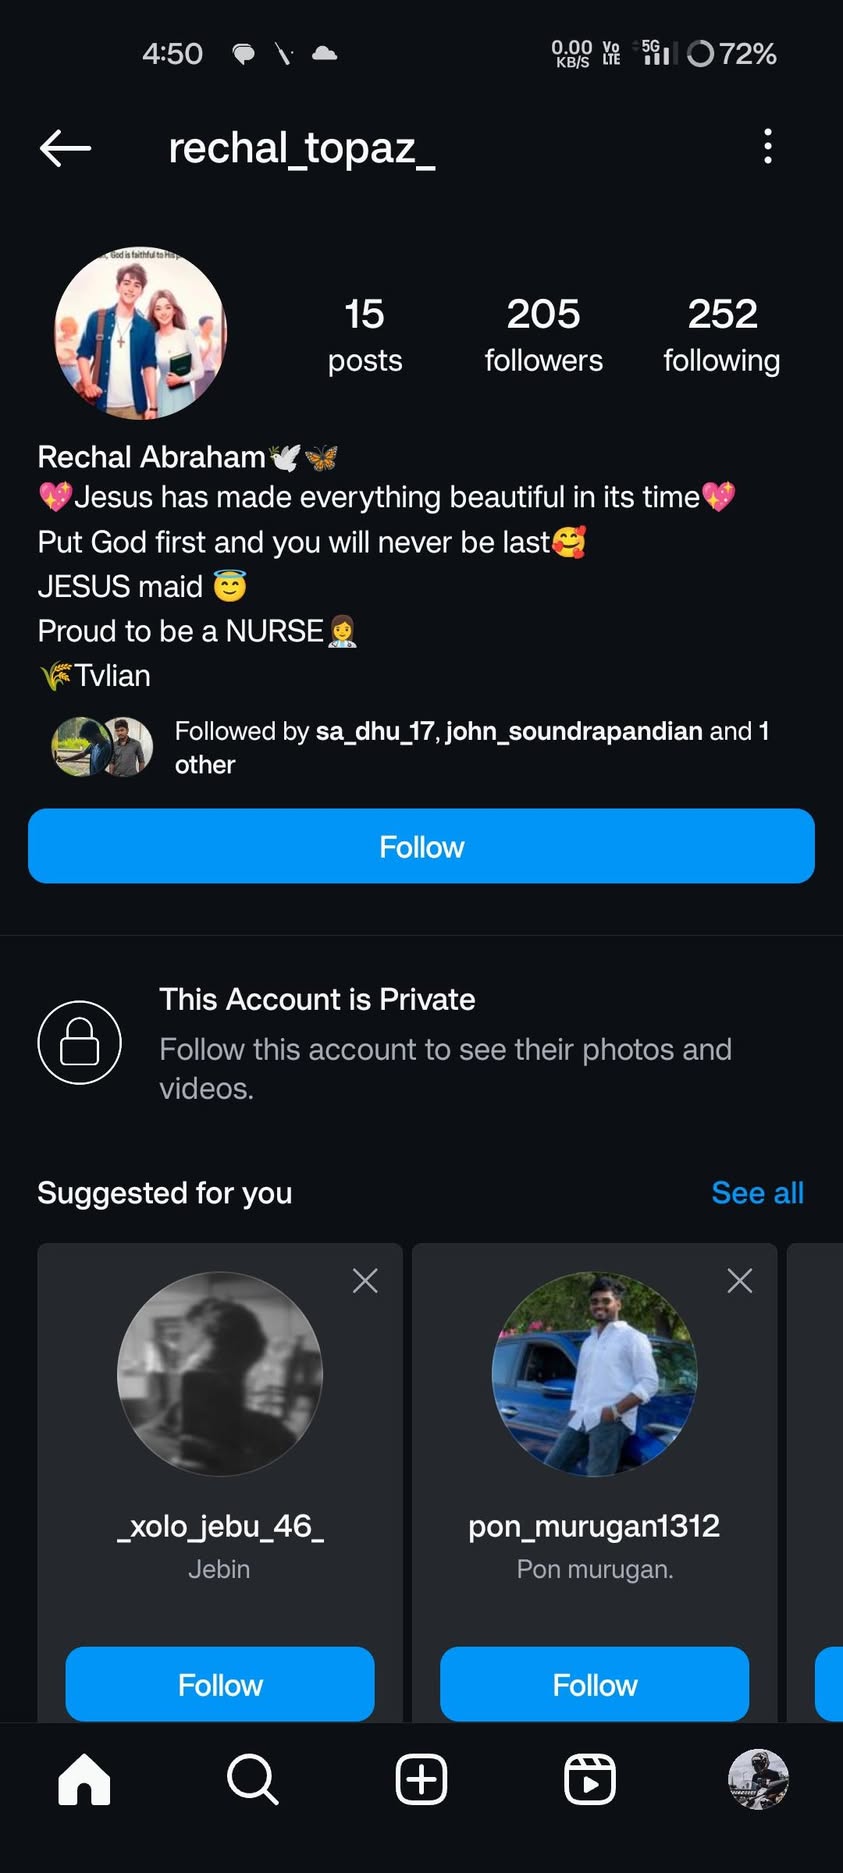 4:50
0.00 KB/S Vo LTE 5G 72%
rechal_topaz_
God is faithful to His
15 205 252
posts followers following
Rechal Abraham🕊️🦋
💖Jesus has made everything beautiful in its time💖
Put God first and you will never be last🥰
JESUS maid 😇
Proud to be a NURSE👩‍⚕️
🌾Tvlian
Followed by sa_dhu_17, john_soundrapandian and 1
other
Follow
This Account is Private
Follow this account to see their photos and
videos.
Suggested for you See all
_xolo_jebu_46_ pon_murugan1312
Jebin Pon murugan.
Follow Follow